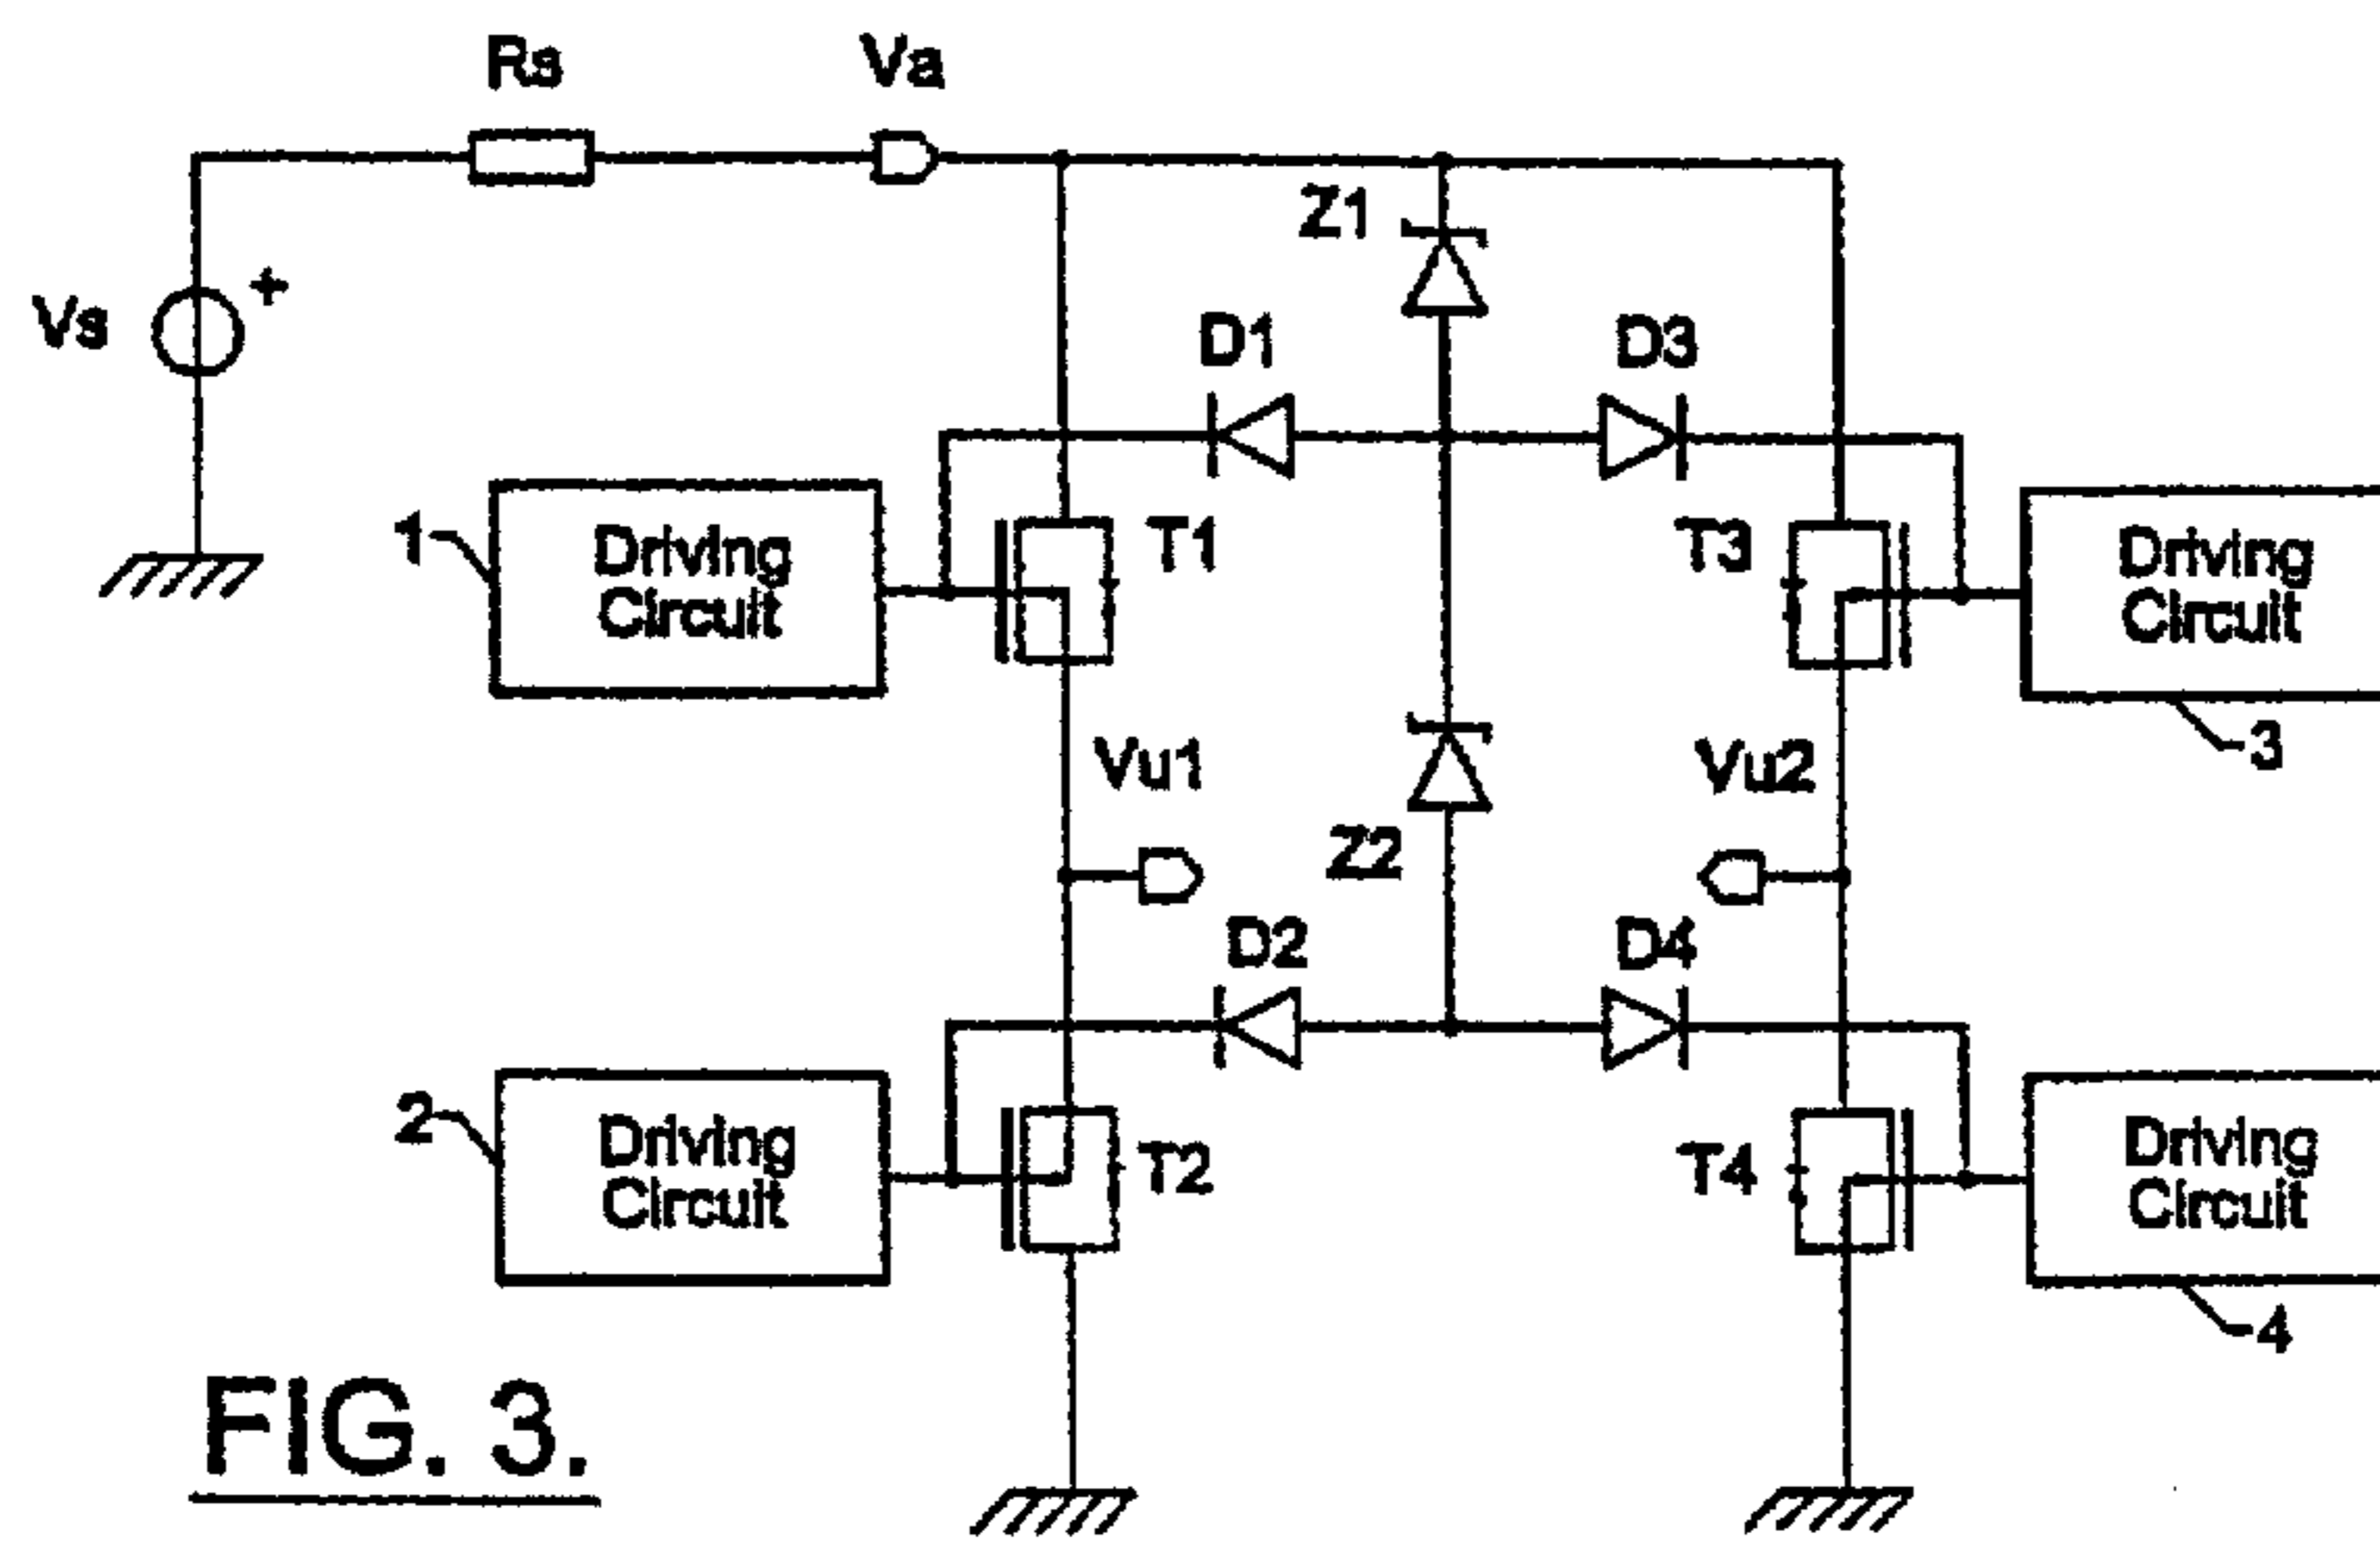 Rs
Va
Z1
+
Vs
D1
D3
1
Driving
Circuit
T1
T3
Driving
Circuit
3
Vu1
Vu2
Z2
D2
D4
2
Driving
Circuit
T2
T4
Driving
Circuit
4
FIG. 3.